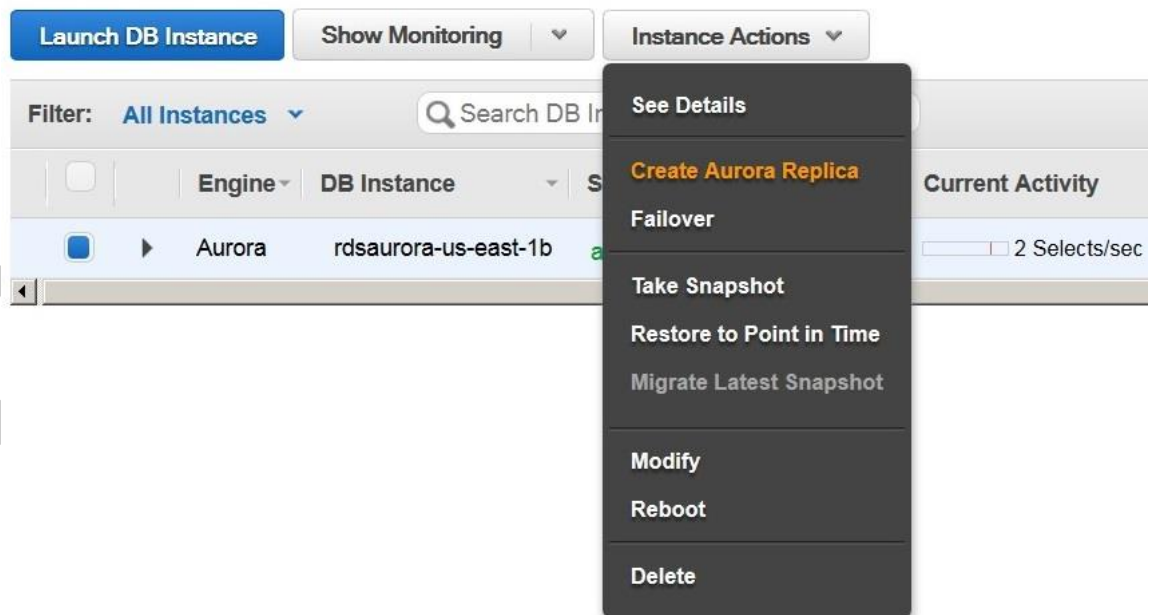 Launch DB Instance Show Monitoring Instance Actions
Filter: All Instances Search DB In
See Details
Engine DB Instance S Current Activity
Create Aurora Replica
Failover
Aurora rdsaurora-us-east-1b a 2 Selects/sec
Take Snapshot
Restore to Point in Time
Migrate Latest Snapshot
Modify
Reboot
Delete